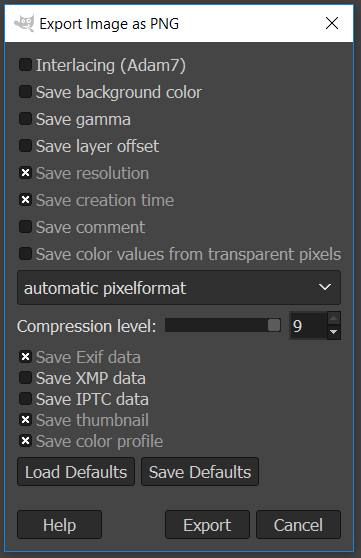 Export Image as PNG
Interlacing (Adam7)
Save background color
Save gamma
Save layer offset
Save resolution
Save creation time
Save comment
Save color values from transparent pixels
automatic pixelformat
Compression level: 9
Save Exif data
Save XMP data
Save IPTC data
Save thumbnail
Save color profile
Load Defaults Save Defaults
Help Export Cancel